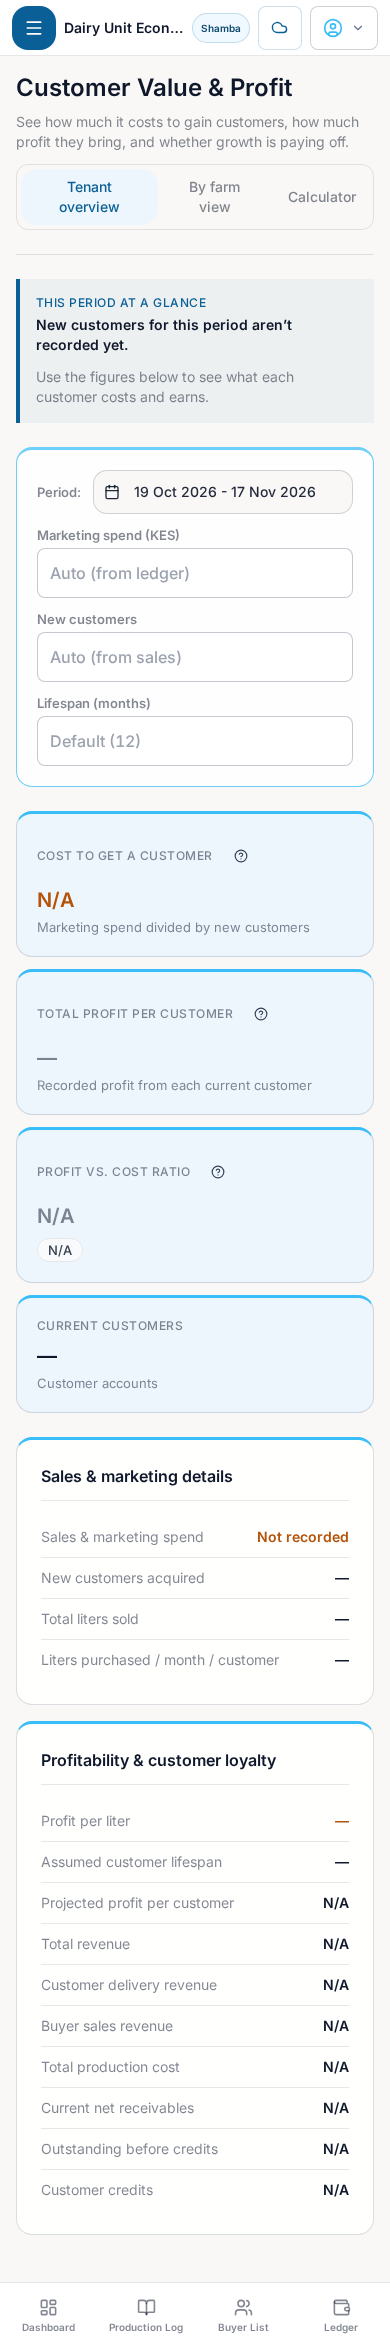 Dairy Unit Econ...
Shamba
Customer Value & Profit
See how much it costs to gain customers, how much
profit they bring, and whether growth is paying off.
Tenant
overview
By farm
view
Calculator
THIS PERIOD AT A GLANCE
New customers for this period aren’t
recorded yet.
Use the figures below to see what each
customer costs and earns.
Period:
19 Oct 2026 - 17 Nov 2026
Marketing spend (KES)
Auto (from ledger)
New customers
Auto (from sales)
Lifespan (months)
Default (12)
COST TO GET A CUSTOMER
N/A
Marketing spend divided by new customers
TOTAL PROFIT PER CUSTOMER
—
Recorded profit from each current customer
PROFIT VS. COST RATIO
N/A
N/A
CURRENT CUSTOMERS
—
Customer accounts
Sales & marketing details
Sales & marketing spend Not recorded
New customers acquired —
Total liters sold —
Liters purchased / month / customer —
Profitability & customer loyalty
Profit per liter —
Assumed customer lifespan —
Projected profit per customer N/A
Total revenue N/A
Customer delivery revenue N/A
Buyer sales revenue N/A
Total production cost N/A
Current net receivables N/A
Outstanding before credits N/A
Customer credits N/A
Dashboard
Production Log
Buyer List
Ledger